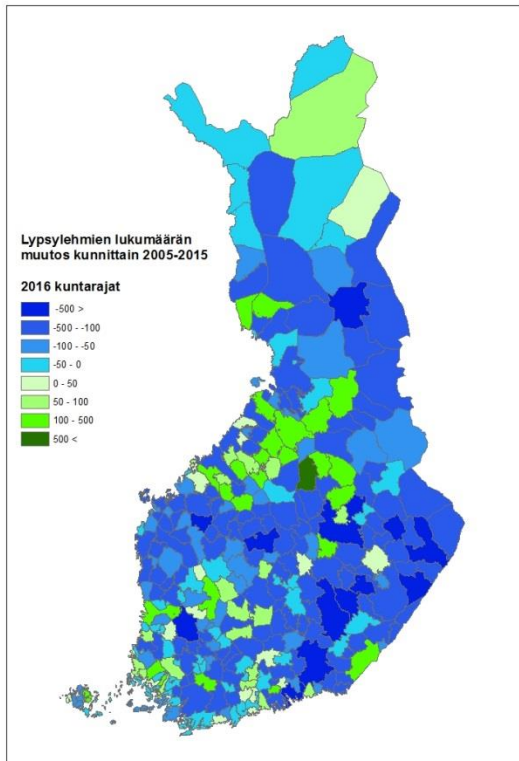 Lypsylehmien lukumäärän
muutos kunnittain 2005-2015
2016 kuntarajat
-500 >
-500 - -100
-100 - -50
-50 - 0
0 - 50
50 - 100
100 - 500
500 <